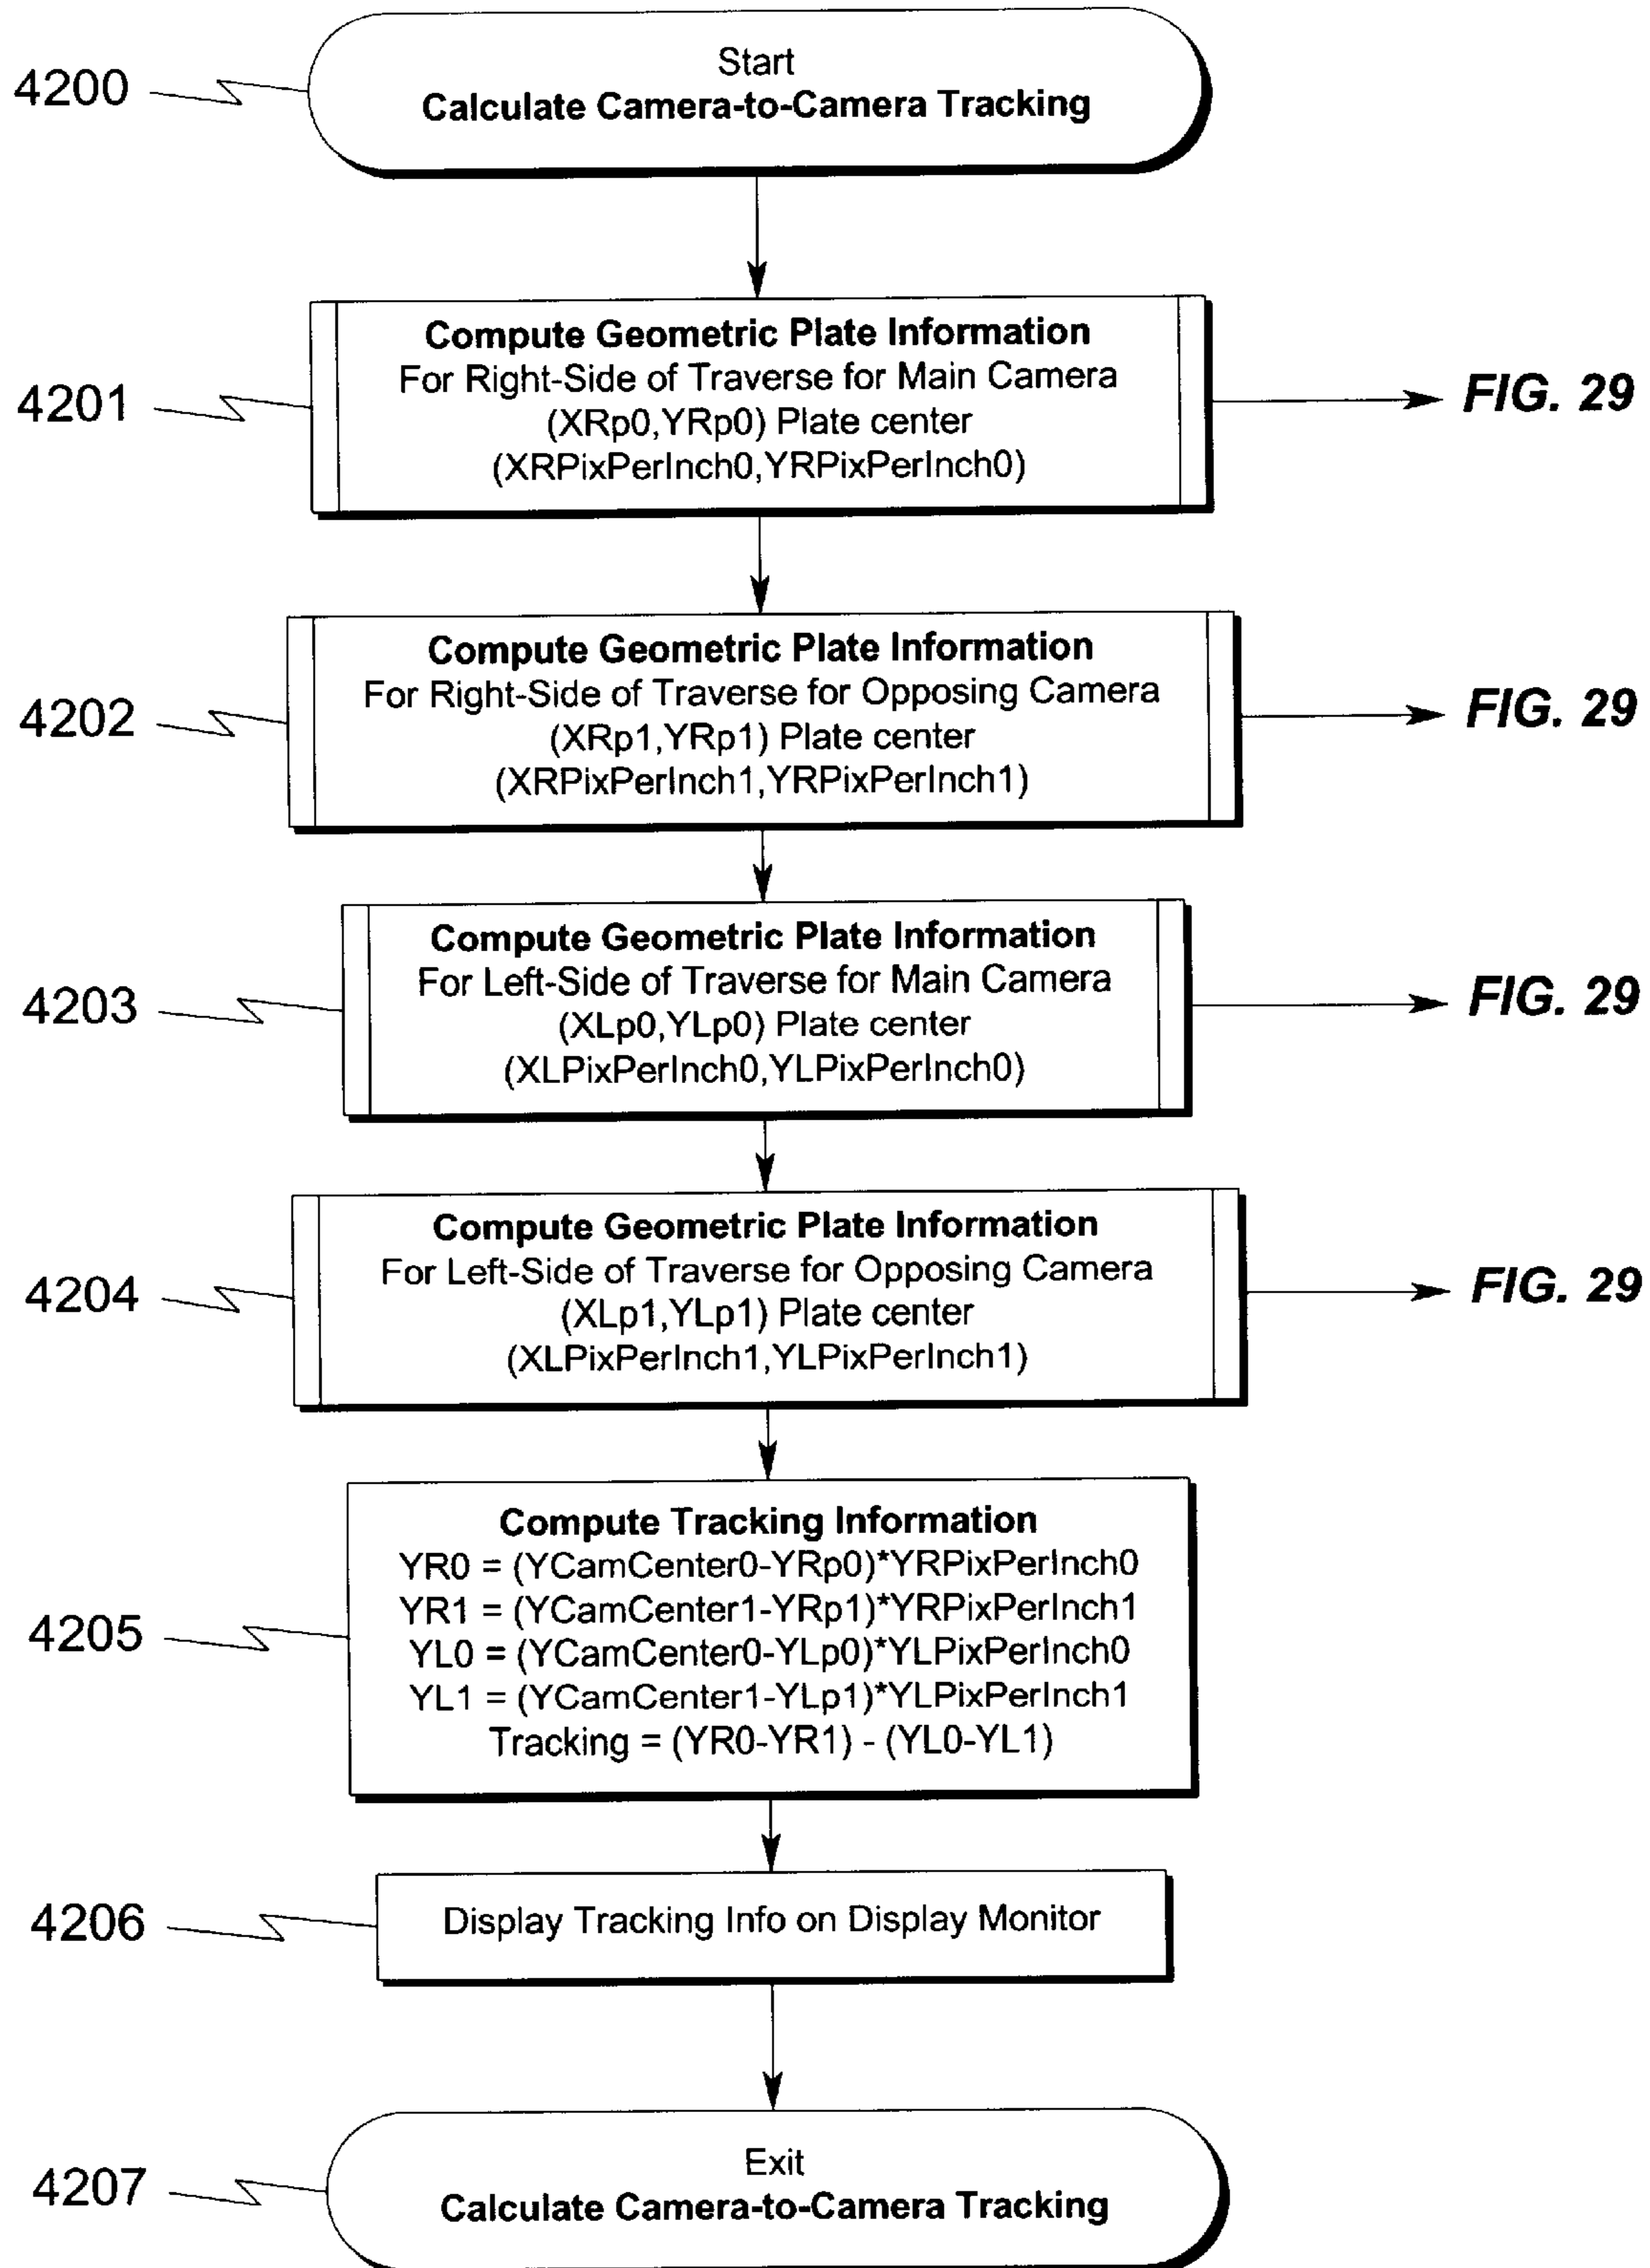 4200
Start
Calculate Camera-to-Camera Tracking
4201
Compute Geometric Plate Information
For Right-Side of Traverse for Main Camera
(XRp0,YRp0) Plate center
(XRPixPerInch0,YRPixPerInch0)
FIG. 29
4202
Compute Geometric Plate Information
For Right-Side of Traverse for Opposing Camera
(XRp1,YRp1) Plate center
(XRPixPerInch1,YRPixPerInch1)
FIG. 29
4203
Compute Geometric Plate Information
For Left-Side of Traverse for Main Camera
(XLp0,YLp0) Plate center
(XLPixPerInch0,YLPixPerInch0)
FIG. 29
4204
Compute Geometric Plate Information
For Left-Side of Traverse for Opposing Camera
(XLp1,YLp1) Plate center
(XLPixPerInch1,YLPixPerInch1)
FIG. 29
4205
Compute Tracking Information
YR0 = (YCamCenter0-YRp0)*YRPixPerInch0
YR1 = (YCamCenter1-YRp1)*YRPixPerInch1
YL0 = (YCamCenter0-YLp0)*YLPixPerInch0
YL1 = (YCamCenter1-YLp1)*YLPixPerInch1
Tracking = (YR0-YR1) - (YL0-YL1)
4206
Display Tracking Info on Display Monitor
4207
Exit
Calculate Camera-to-Camera Tracking